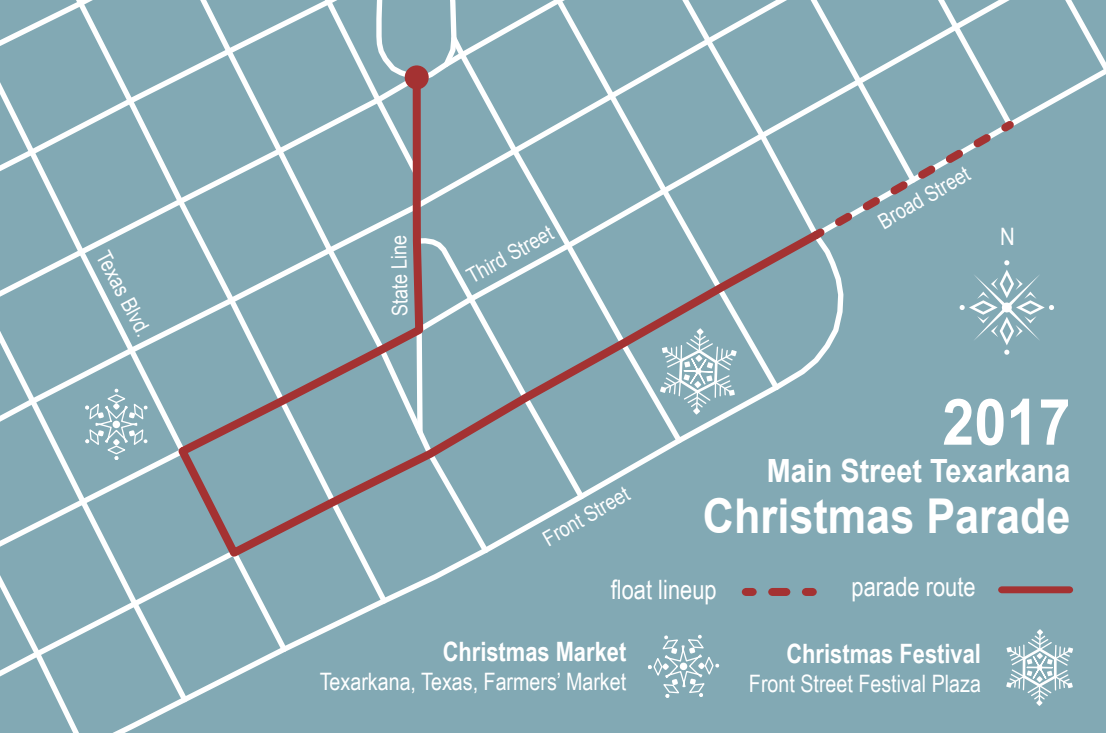 Texas Blvd.
State Line
Third Street
Broad Street
N
Front Street
2017
Main Street Texarkana
Christmas Parade
float lineup
parade route
Christmas Market
Texarkana, Texas, Farmers’ Market
Christmas Festival
Front Street Festival Plaza